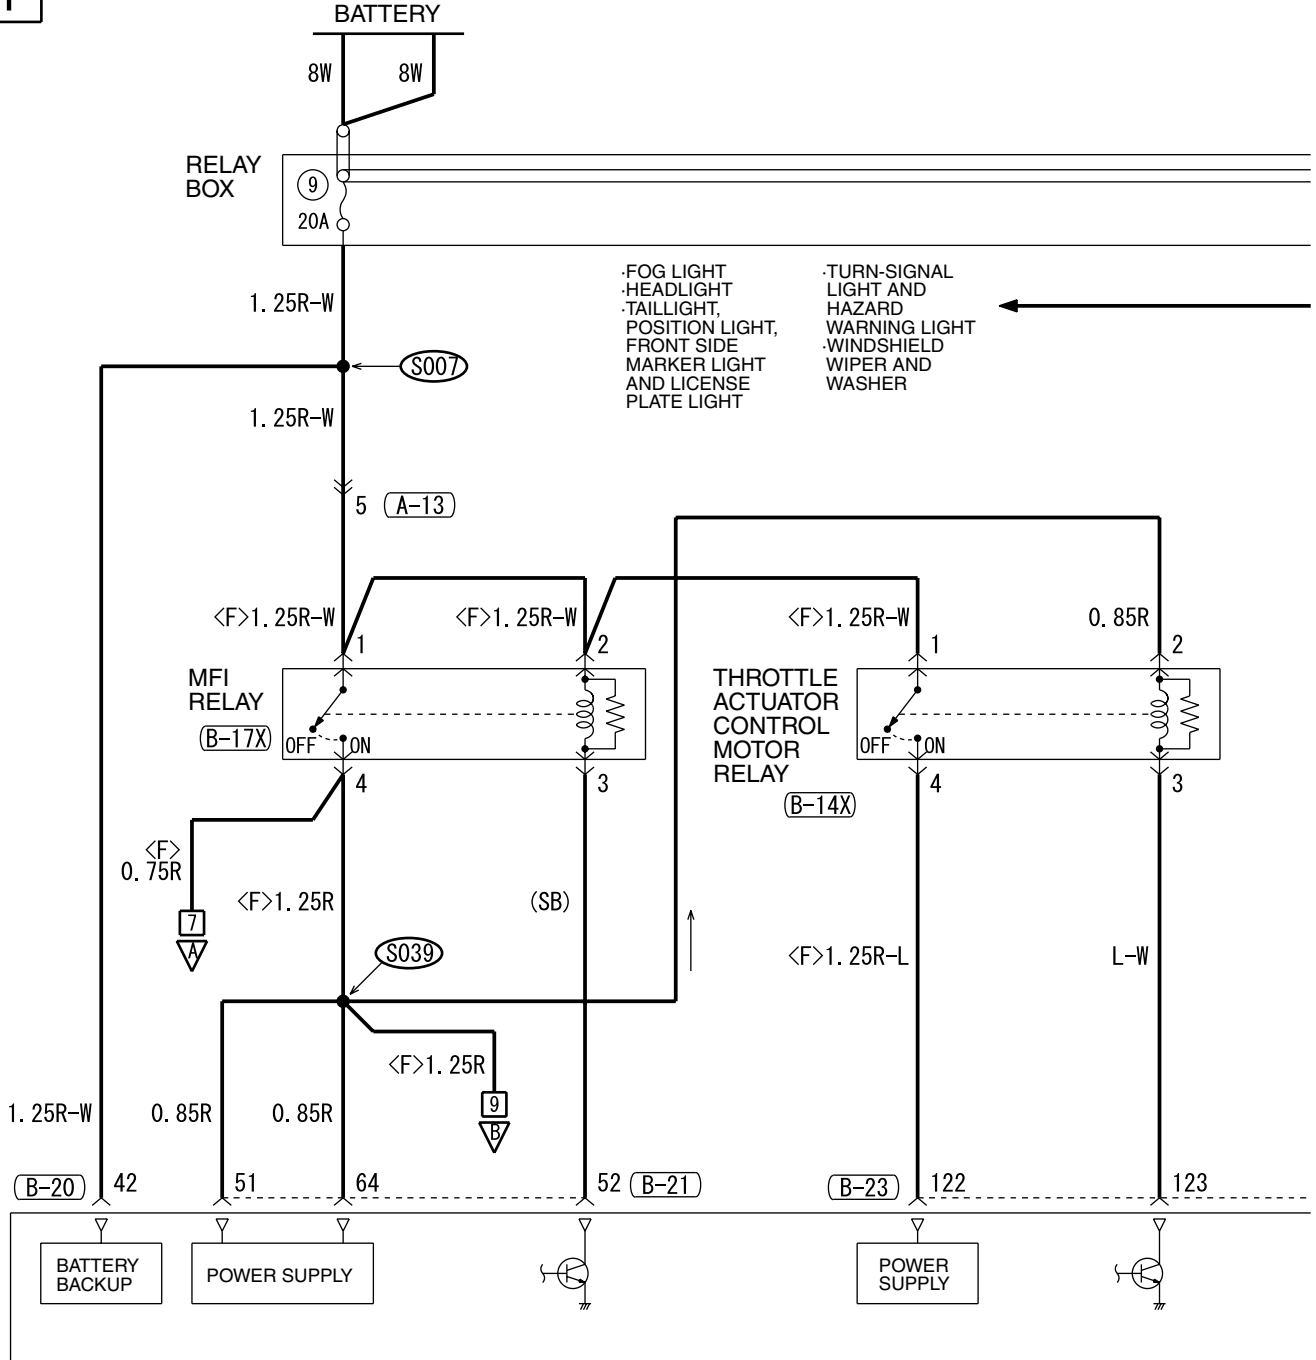 BATTERY
8W 8W
RELAY
BOX
9
20A
1.25R-W
·FOG LIGHT
·HEADLIGHT
·TAILLIGHT,
POSITION LIGHT,
FRONT SIDE
MARKER LIGHT
AND LICENSE
PLATE LIGHT
·TURN-SIGNAL
LIGHT AND
HAZARD
WARNING LIGHT
·WINDSHIELD
WIPER AND
WASHER
S007
1.25R-W
5 A-13
<F>1.25R-W <F>1.25R-W <F>1.25R-W 0.85R
1 2 1 2
MFI
RELAY
B-17X
OFF ON
THROTTLE
ACTUATOR
CONTROL
MOTOR
RELAY
B-14X
OFF ON
4 3 4 3
<F>
0.75R
<F>1.25R (SB)
7
A
S039
<F>1.25R-L L-W
<F>1.25R
9
B
1.25R-W 0.85R 0.85R
B-20 42 51 64 52 B-21 B-23 122 123
BATTERY
BACKUP
POWER SUPPLY
POWER
SUPPLY